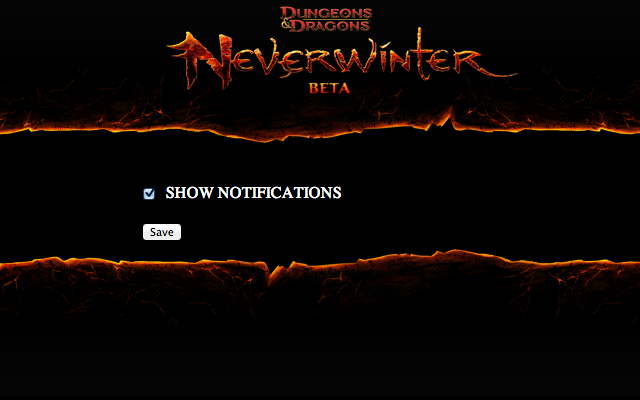 DUNGEONS
& DRAGONS
NEVERWINTER
BETA
SHOW NOTIFICATIONS
Save